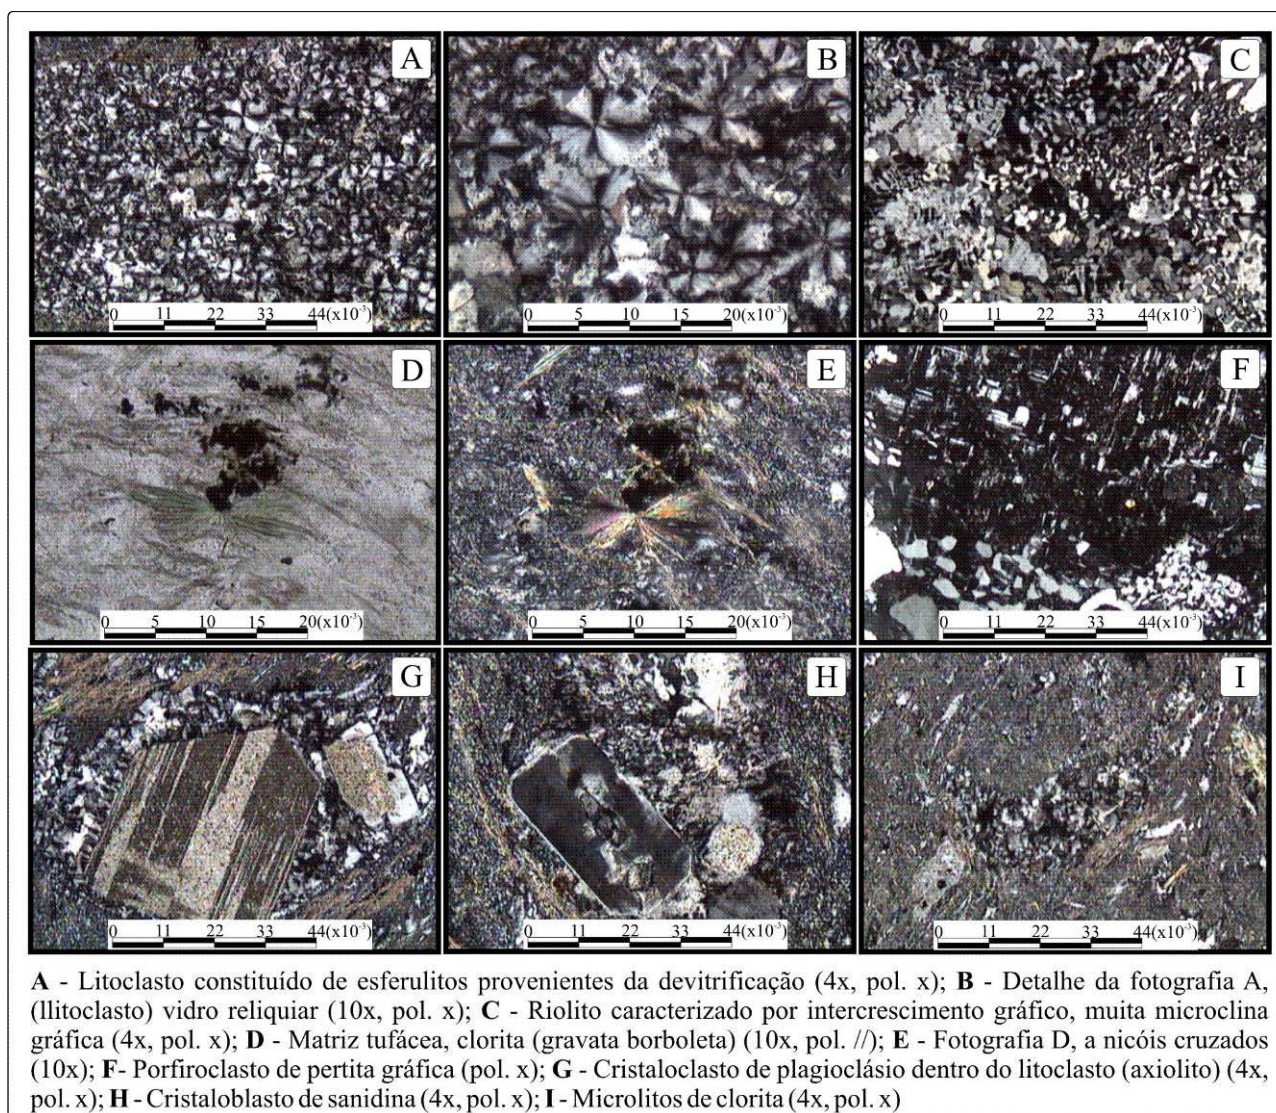 A
B
C
0 11 22 33 44(x10⁻³)
0 5 10 15 20(x10⁻³)
0 11 22 33 44(x10⁻³)
D
E
F
0 5 10 15 20(x10⁻³)
0 5 10 15 20(x10⁻³)
0 11 22 33 44(x10⁻³)
G
H
I
0 11 22 33 44(x10⁻³)
0 11 22 33 44(x10⁻³)
0 11 22 33 44(x10⁻³)
A - Litoclasto constituído de esferulitos provenientes da devitrificação (4x, pol. x); B - Detalhe da fotografia A,
(llitoclasto) vidro reliquiar (10x, pol. x); C - Riolito caracterizado por intercrescimento gráfico, muita microclina
gráfica (4x, pol. x); D - Matriz tufácea, clorita (gravata borboleta) (10x, pol. //); E - Fotografia D, a nicóis cruzados
(10x); F- Porfiroclasto de pertita gráfica (pol. x); G - Cristaloclasto de plagioclásio dentro do litoclasto (axiolito) (4x,
pol. x); H - Cristaloblasto de sanidina (4x, pol. x); I - Microlitos de clorita (4x, pol. x)